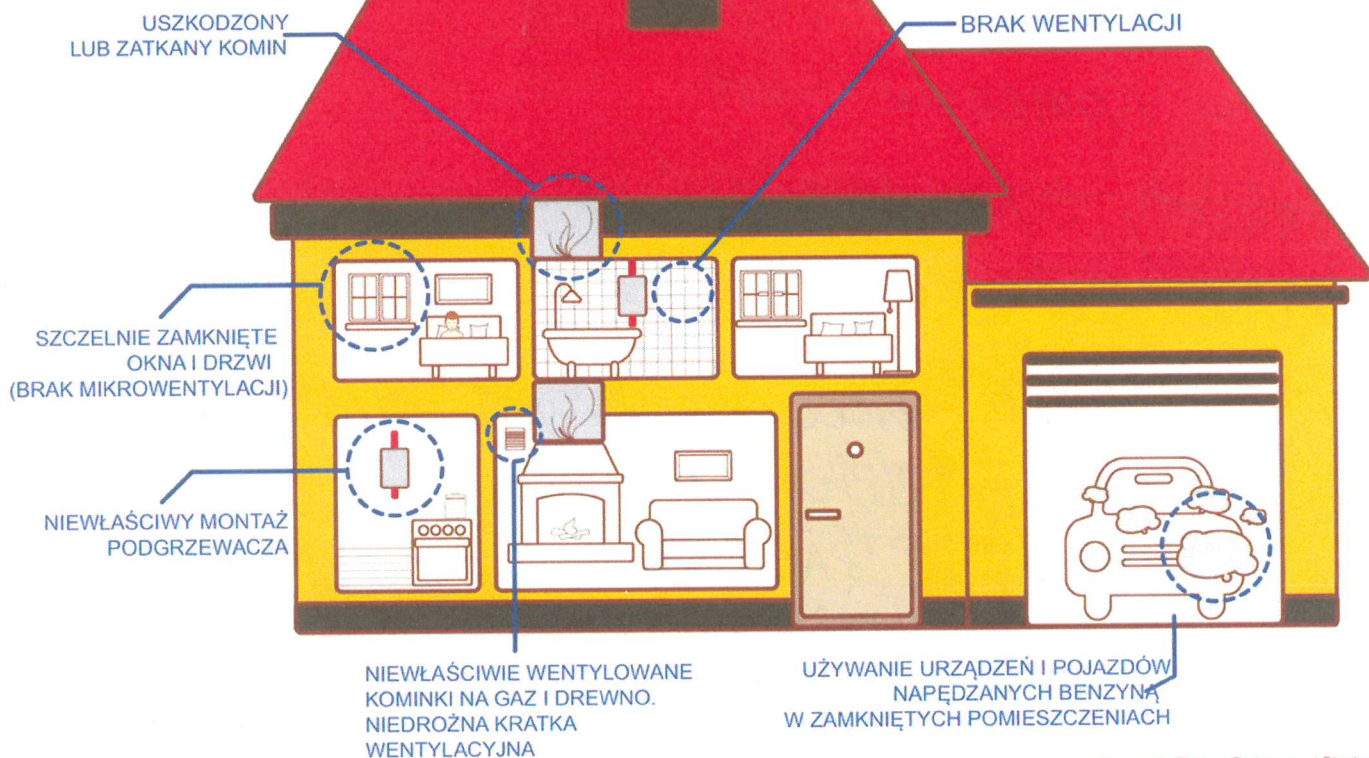 USZKODZONY
LUB ZATKANY KOMIN
BRAK WENTYLACJI
SZCZELNIE ZAMKNIĘTE
OKNA I DRZWI
(BRAK MIKROWENTYLACJI)
NIEWŁAŚCIWY MONTAŻ
PODGRZEWACZA
NIEWŁAŚCIWIE WENTYLOWANE
KOMINKI NA GAZ I DREWNO.
NIEDROŻNA KRATKA
WENTYLACYJNA
UŻYWANIE URZĄDZEŃ I POJAZDÓW
NAPĘDZANYCH BENZYNĄ
W ZAMKNIĘTYCH POMIESZCZENIACH